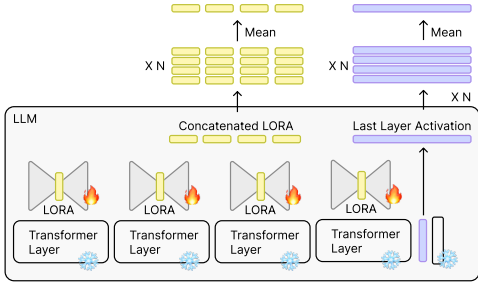 Mean
Mean
X N
X N
X N
LLM
Concatenated LORA
Last Layer Activation
LORA
LORA
LORA
LORA
Transformer
Layer
Transformer
Layer
Transformer
Layer
Transformer
Layer